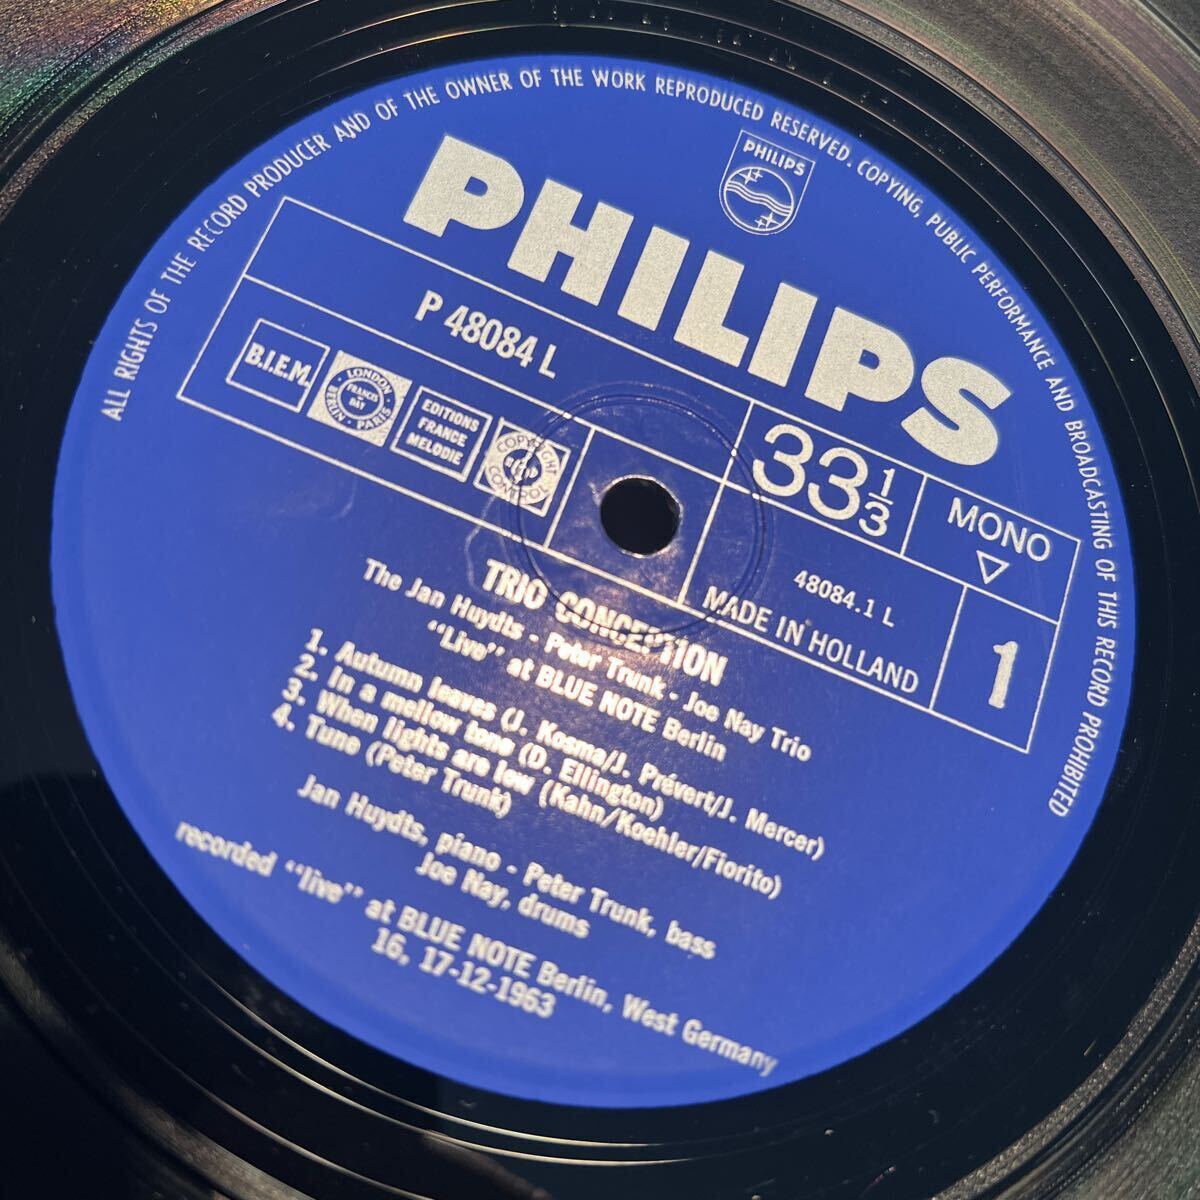 ALL RIGHTS OF THE RECORD PRODUCER AND OF THE OWNER OF THE WORK REPRODUCED RESERVED. COPYING, PUBLIC PERFORMANCE AND BROADCASTING OF THIS RECORD PROHIBITED
PHILIPS
PHILIPS
P 48084 L
B.I.E.M.
LONDON
FRANCIS DAY
BERLIN - PARIS
EDITIONS
FRANCE
MELODIE
COPYRIGHT
CONTROL
33 1/3
MONO
48084.1 L
MADE IN HOLLAND
1
TRIO CONCEPTION
The Jan Huydts - Peter Trunk - Joe Nay Trio
"Live" at BLUE NOTE Berlin
1. Autumn leaves (J. Kosma/J. Prévert/J. Mercer)
2. In a mellow tone (D. Ellington)
3. When lights are low (Kahn/Koehler/Fiorito)
4. Tune (Peter Trunk)
Jan Huydts, piano - Peter Trunk, bass
Joe Nay, drums
recorded "live" at BLUE NOTE Berlin, West Germany
16, 17-12-1963